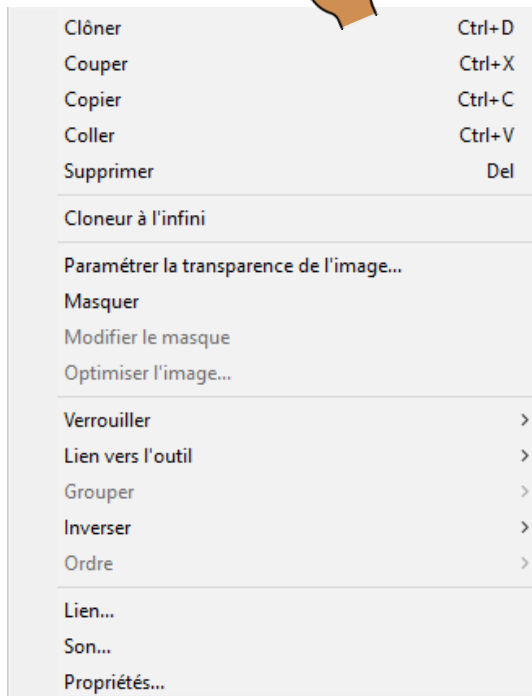 Clôner Ctrl+D
Couper Ctrl+X
Copier Ctrl+C
Coller Ctrl+V
Supprimer Del
Cloneur à l'infini
Paramétrer la transparence de l'image...
Masquer
Modifier le masque
Optimiser l'image...
Verrouiller
Lien vers l'outil
Grouper
Inverser
Ordre
Lien...
Son...
Propriétés...